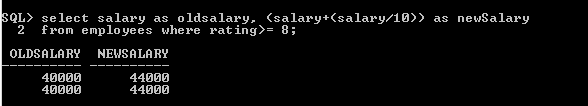 SQL> select salary as oldsalary, (salary+(salary/10)) as newSalary
2 from employees where rating>= 8;
OLDSALARY NEWSALARY
---------- ----------
40000 44000
40000 44000